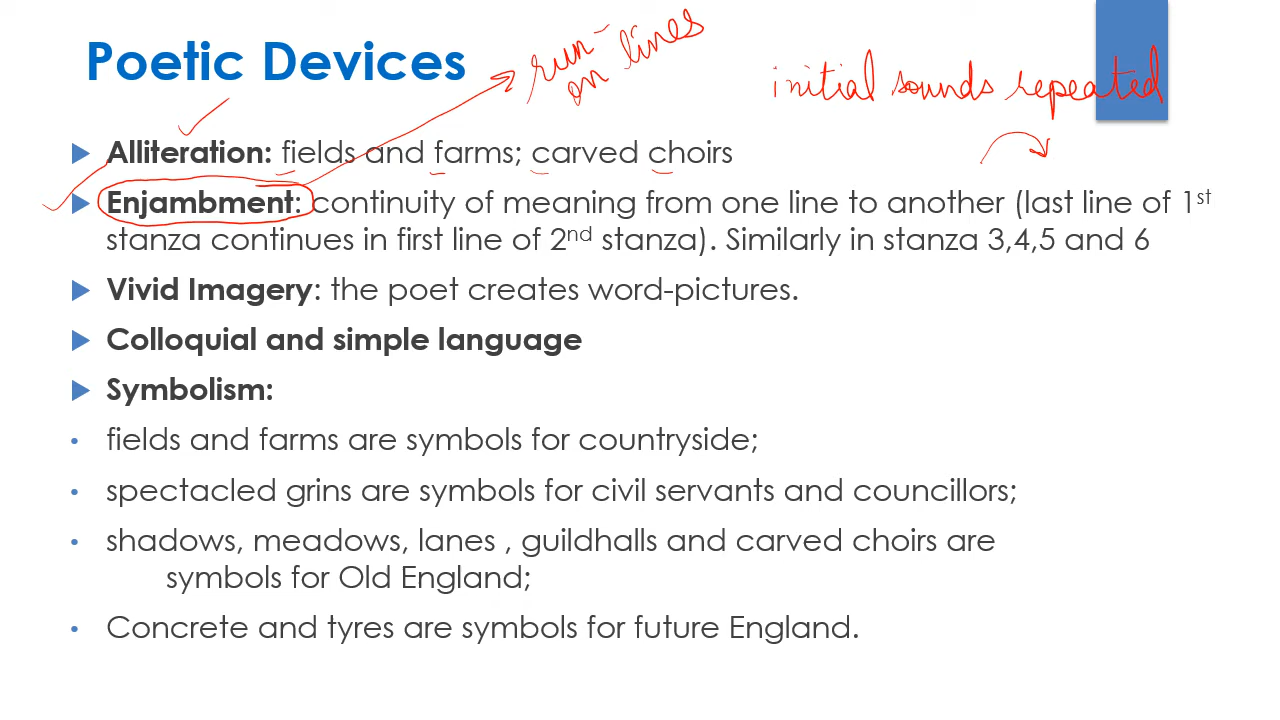 Poetic Devices
run-
on lines
initial sounds repeated
Alliteration: fields and farms; carved choirs
Enjambment: continuity of meaning from one line to another (last line of 1st
stanza continues in first line of 2nd stanza). Similarly in stanza 3,4,5 and 6
Vivid Imagery: the poet creates word-pictures.
Colloquial and simple language
Symbolism:
fields and farms are symbols for countryside;
spectacled grins are symbols for civil servants and councillors;
shadows, meadows, lanes , guildhalls and carved choirs are
symbols for Old England;
Concrete and tyres are symbols for future England.